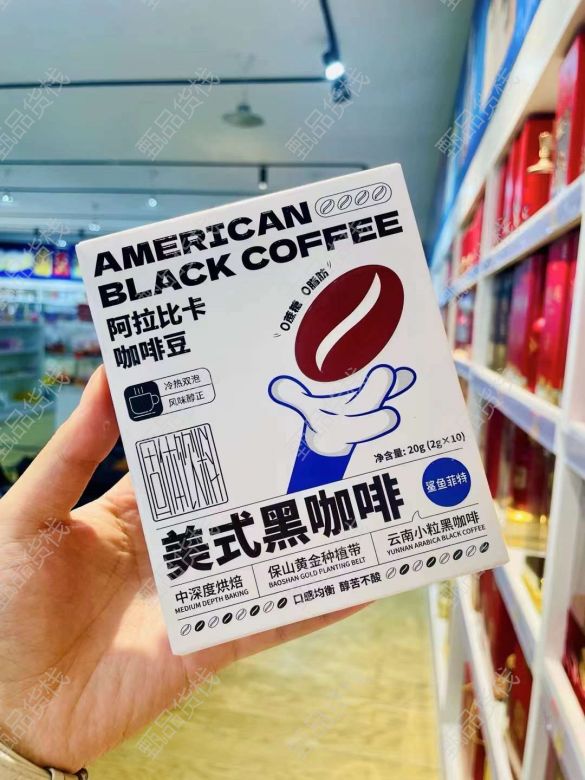 AMERICAN
BLACK COFFEE
阿拉比卡
咖啡豆
0蔗糖 0脂肪
冷热双泡
风味醇正
净含量: 20g (2g×10)
鲨鱼菲特
美式黑咖啡
中深度烘焙
MEDIUM DEPTH BAKING
保山黄金种植带
BAOSHAN GOLD PLANTING BELT
云南小粒黑咖啡
YUNNAN ARABICA BLACK COFFEE
口感均衡 醇苦不酸
甄品货栈